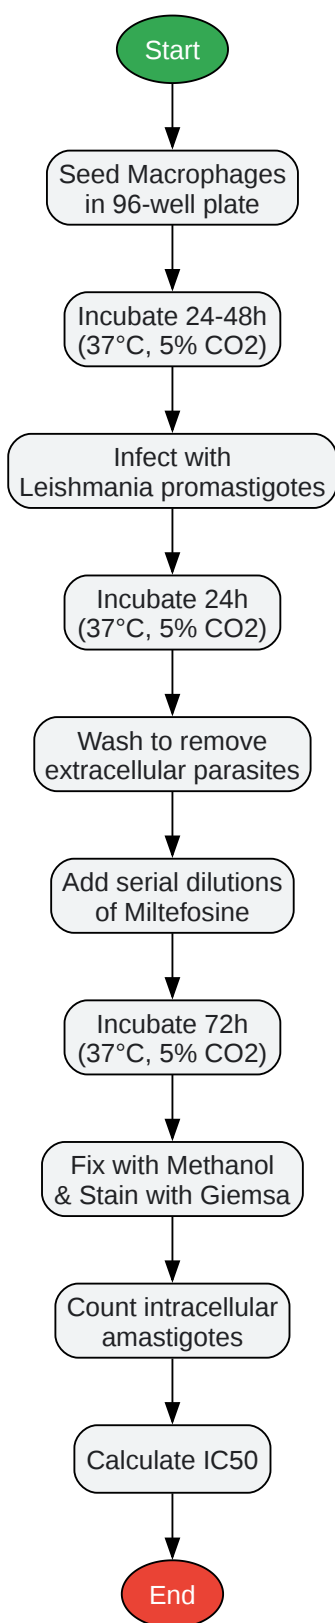 Start
Seed Macrophages
in 96-well plate
Incubate 24-48h
(37°C, 5% CO2)
Infect with
Leishmania promastigotes
Incubate 24h
(37°C, 5% CO2)
Wash to remove
extracellular parasites
Add serial dilutions
of Miltefosine
Incubate 72h
(37°C, 5% CO2)
Fix with Methanol
& Stain with Giemsa
Count intracellular
amastigotes
Calculate IC50
End